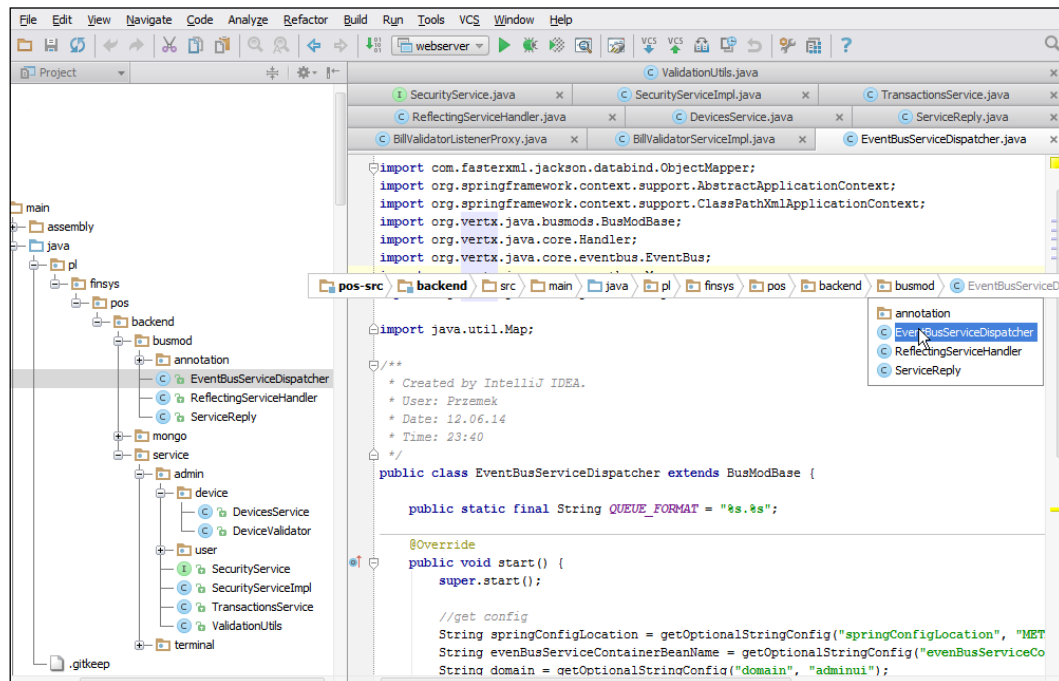 File Edit View Navigate Code Analyze Refactor Build Run Tools VCS Window Help
webserver VCS VCS ?
Project
ValidationUtils.java
SecurityService.java SecurityServiceImpl.java TransactionsService.java
ReflectingServiceHandler.java DevicesService.java ServiceReply.java
BillValidatorListenerProxy.java BillValidatorServiceImpl.java EventBusServiceDispatcher.java
main
assembly
java
pl
finsys
pos
backend
busmod
annotation
EventBusServiceDispatcher
ReflectingServiceHandler
ServiceReply
mongo
service
admin
device
DevicesService
DeviceValidator
user
SecurityService
SecurityServiceImpl
TransactionsService
ValidationUtils
terminal
.gitkeep
import com.fasterxml.jackson.databind.ObjectMapper;
import org.springframework.context.support.AbstractApplicationContext;
import org.springframework.context.support.ClassPathXmlApplicationContext;
import org.vertx.java.busmods.BusModBase;
import org.vertx.java.core.Handler;
import org.vertx.java.core.eventbus.EventBus;
pos-src backend src main java pl finsys pos backend busmod EventBusServiceD
annotation
EventBusServiceDispatcher
ReflectingServiceHandler
ServiceReply
import java.util.Map;
/**
* Created by IntelliJ IDEA.
* User: Przemek
* Date: 12.06.14
* Time: 23:40
*/
public class EventBusServiceDispatcher extends BusModBase {
public static final String QUEUE_FORMAT = "%s.%s";
@Override
public void start() {
super.start();
//get config
String springConfigLocation = getOptionalStringConfig("springConfigLocation", "MET
String evenBusServiceContainerBeanName = getOptionalStringConfig("evenBusServiceCo
String domain = getOptionalStringConfig("domain", "adminui");